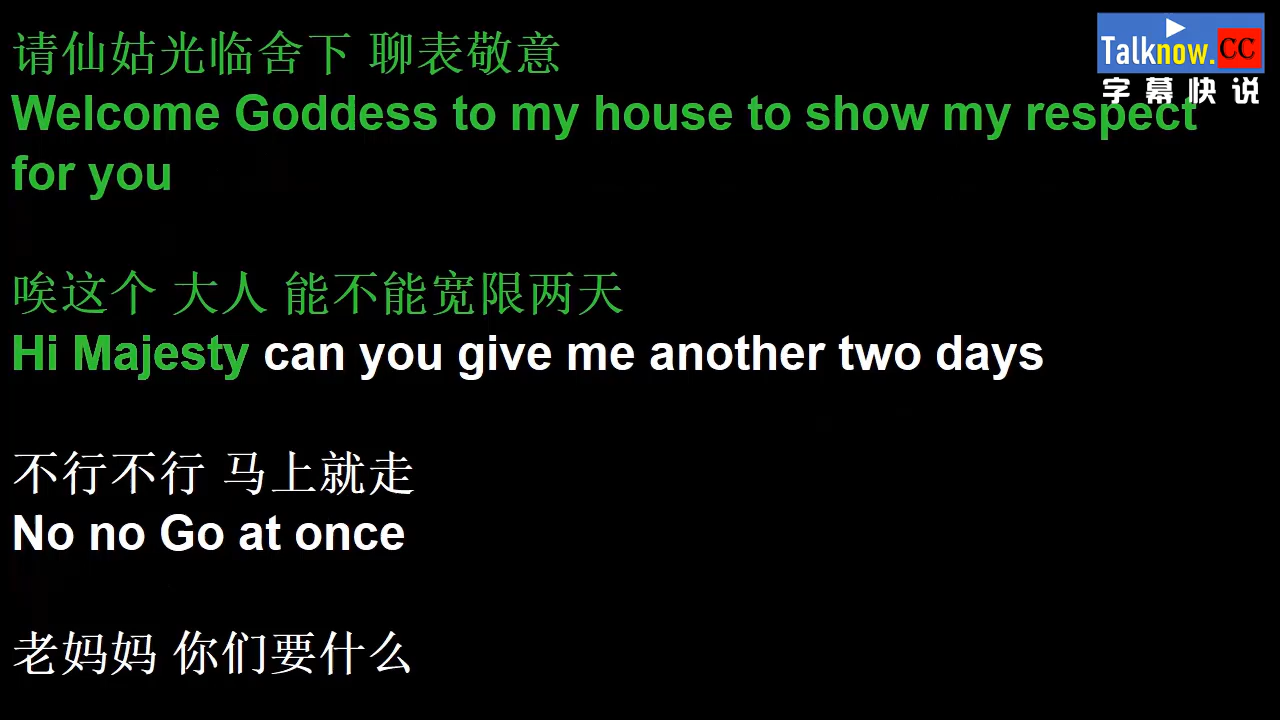 请仙姑光临舍下 聊表敬意
Welcome Goddess to my house to show my respect
for you
唉这个 大人 能不能宽限两天
Hi Majesty can you give me another two days
不行不行 马上就走
No no Go at once
老妈妈 你们要什么
Talknow.CC
字幕快说